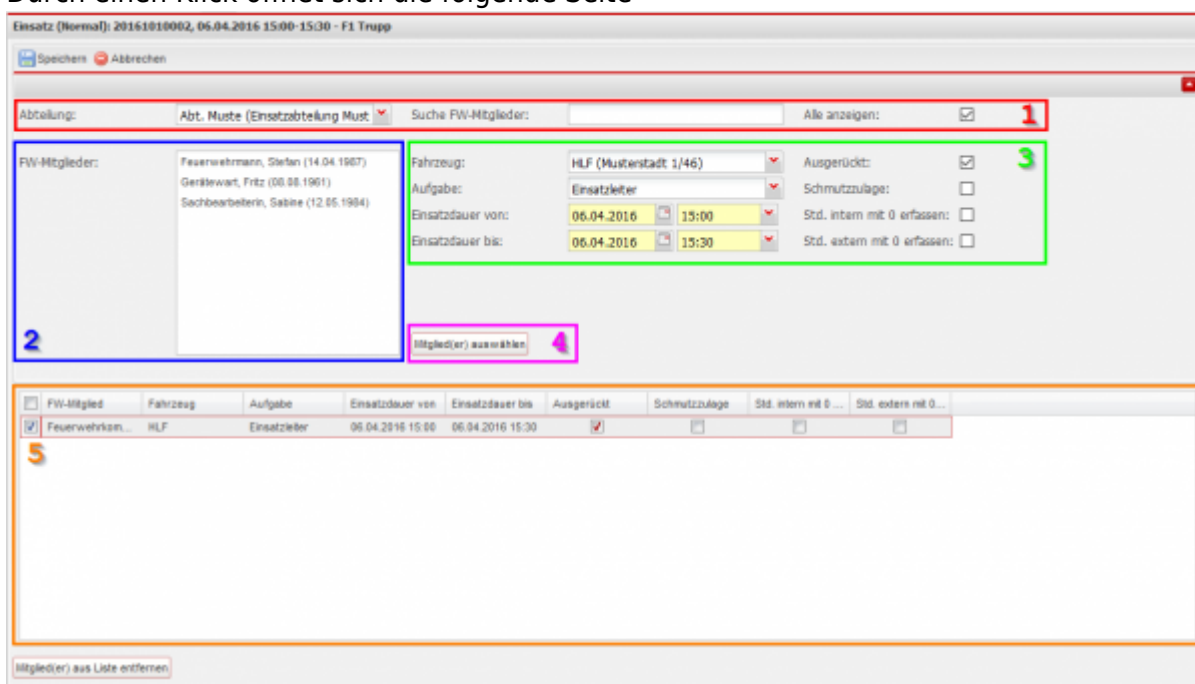 Durch einen Klick öffnet sich die folgende Seite
Einsatz (Normal): 20161010002, 06.04.2016 15:00-15:30 - F1 Trupp
Speichern Abbrechen
Abteilung: Abt. Muste (Einsatzabteilung Must Suche FW-Mitglieder: Alle anzeigen: 1
FW-Mitglieder: Feuerwehrmann, Stefan (14.04.1987) Fahrzeug: HLF (Musterstadt 1/46) Ausgerückt: 3
Gerätewart, Fritz (08.08.1961) Aufgabe: Einsatzleiter Schmutzzulage:
Sachbearbeiterin, Sabine (12.05.1984) Einsatzdauer von: 06.04.2016 15:00 Std. intern mit 0 erfassen:
Einsatzdauer bis: 06.04.2016 15:30 Std. extern mit 0 erfassen:
2 Mitglied(er) auswählen 4
FW-Mitglied Fahrzeug Aufgabe Einsatzdauer von Einsatzdauer bis Ausgerückt Schmutzzulage Std. intern mit 0 ... Std. extern mit 0...
Feuerwehrkom... HLF Einsatzleiter 06.04.2016 15:00 06.04.2016 15:30
5
Mitglied(er) aus Liste entfernen